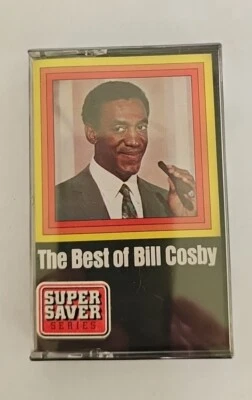 The Best of Bill Cosby
SUPER
SAVER
SERIES